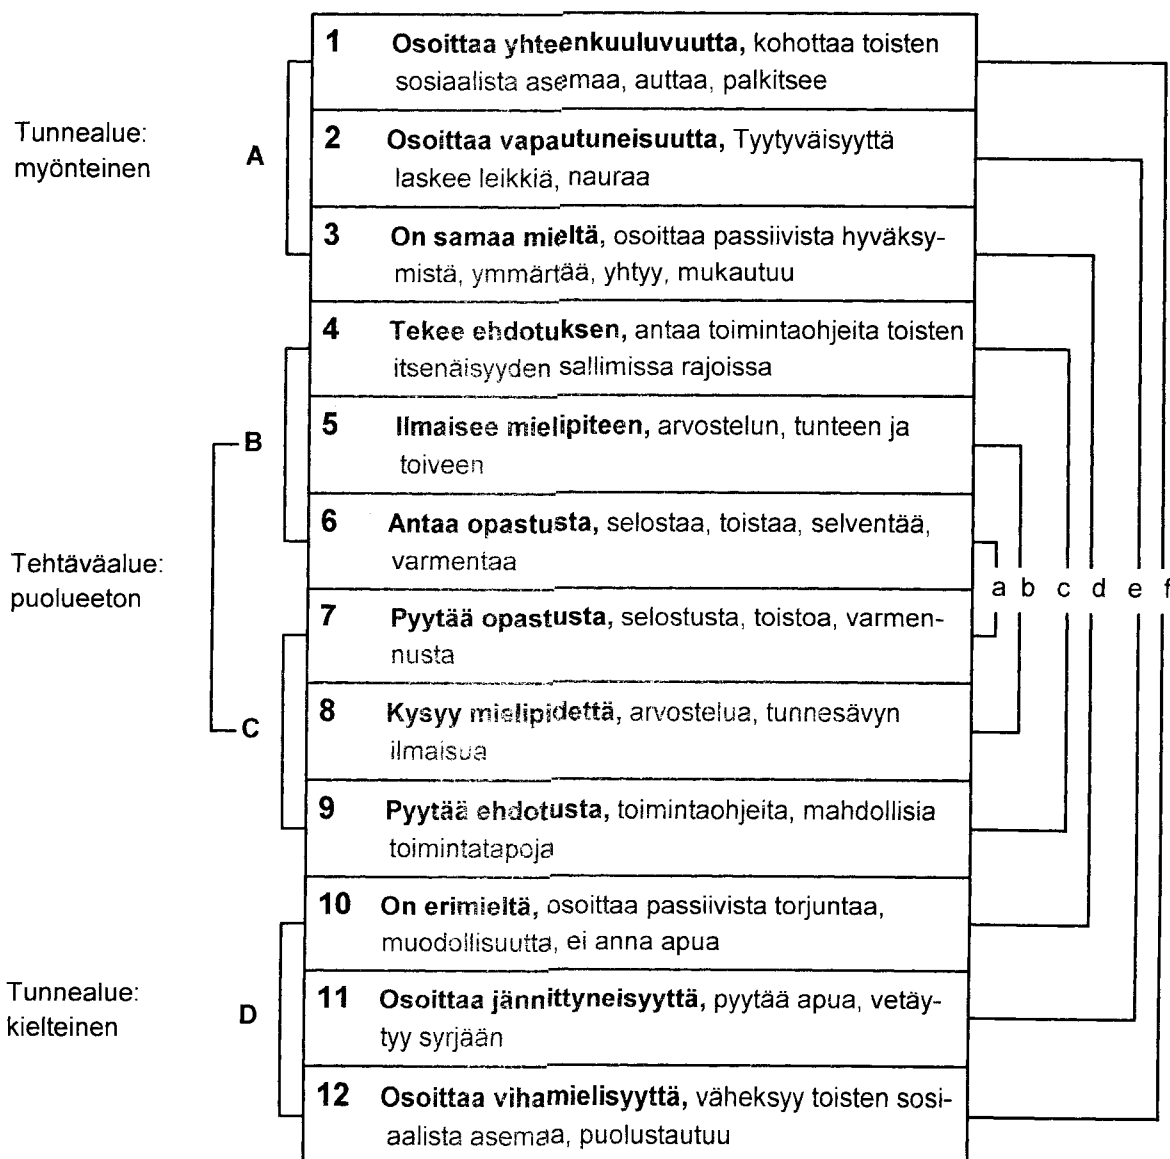 1 Osoittaa yhteenkuuluvuutta, kohottaa toisten
sosiaalista asemaa, auttaa, palkitsee
Tunnealue:
myönteinen
A
2 Osoittaa vapautuneisuutta, Tyytyväisyyttä
laskee leikkiä, nauraa
3 On samaa mieltä, osoittaa passiivista hyväksy-
mistä, ymmärtää, yhtyy, mukautuu
4 Tekee ehdotuksen, antaa toimintaohjeita toisten
itsenäisyyden sallimissa rajoissa
B
5 Ilmaisee mielipiteen, arvostelun, tunteen ja
toiveen
6 Antaa opastusta, selostaa, toistaa, selventää,
varmentaa
Tehtäväalue:
puolueeton
a b c d e f
7 Pyytää opastusta, selostusta, toistoa, varmen-
nusta
C
8 Kysyy mielipidettä, arvostelua, tunnesävyn
ilmaisua
9 Pyytää ehdotusta, toimintaohjeita, mahdollisia
toimintatapoja
10 On erimieltä, osoittaa passiivista torjuntaa,
muodollisuutta, ei anna apua
Tunnealue:
kielteinen
D
11 Osoittaa jännittyneisyyttä, pyytää apua, vetäy-
tyy syrjään
12 Osoittaa vihamielisyyttä, väheksyy toisten sosi-
aalista asemaa, puolustautuu